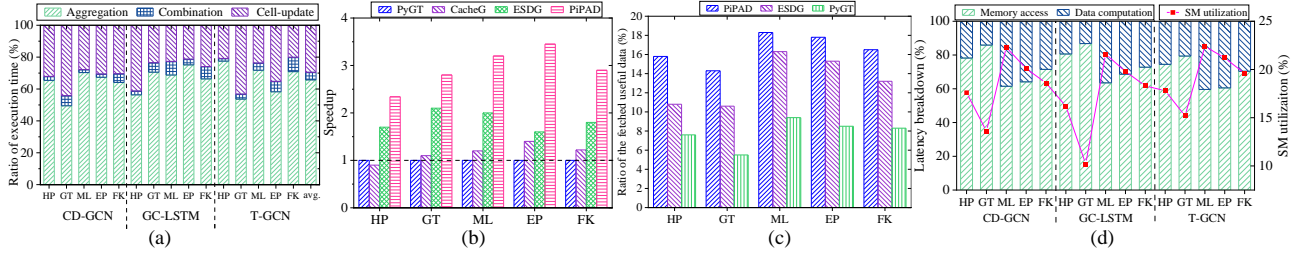 Aggregation Combination Cell-update
Ratio of execution time (%)
100
80
60
40
20
0
HP GT ML EP FK HP GT ML EP FK HP GT ML EP FK avg.
CD-GCN GC-LSTM T-GCN
(a)
PyGT CacheG ESDG PiPAD
Speedup
5
4
3
2
1
0
HP GT ML EP FK
(b)
PiPAD ESDG PyGT
Ratio of the fetched useful data (%)
20
18
16
14
12
10
8
6
4
2
0
HP GT ML EP FK
(c)
Memory access Data computation SM utilization
Latency breakdown (%)
100
80
60
40
20
0
25
20
15
10
SM utilizaiton (%)
HP GT ML EP FK HP GT ML EP FK HP GT ML EP FK
CD-GCN GC-LSTM T-GCN
(d)